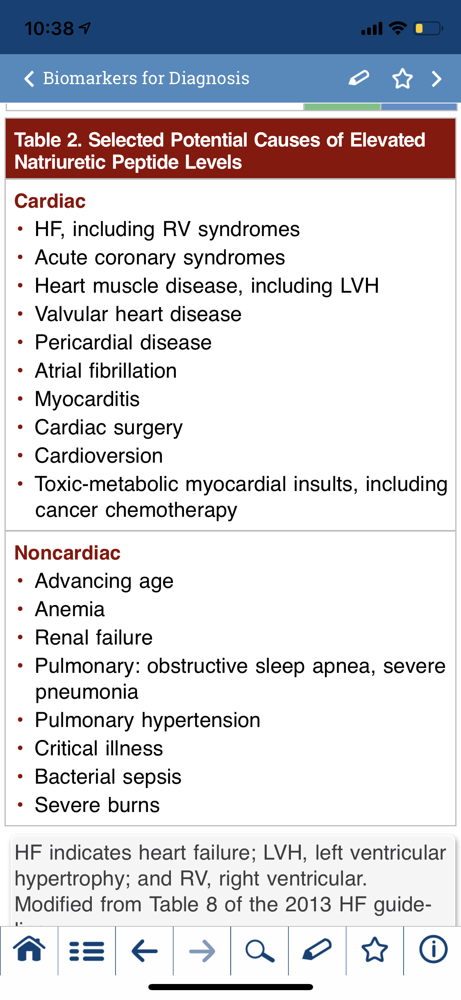 10:38
Biomarkers for Diagnosis
Table 2. Selected Potential Causes of Elevated
Natriuretic Peptide Levels
Cardiac
• HF, including RV syndromes
• Acute coronary syndromes
• Heart muscle disease, including LVH
• Valvular heart disease
• Pericardial disease
• Atrial fibrillation
• Myocarditis
• Cardiac surgery
• Cardioversion
• Toxic-metabolic myocardial insults, including
cancer chemotherapy
Noncardiac
• Advancing age
• Anemia
• Renal failure
• Pulmonary: obstructive sleep apnea, severe
pneumonia
• Pulmonary hypertension
• Critical illness
• Bacterial sepsis
• Severe burns
HF indicates heart failure; LVH, left ventricular
hypertrophy; and RV, right ventricular.
Modified from Table 8 of the 2013 HF guide-